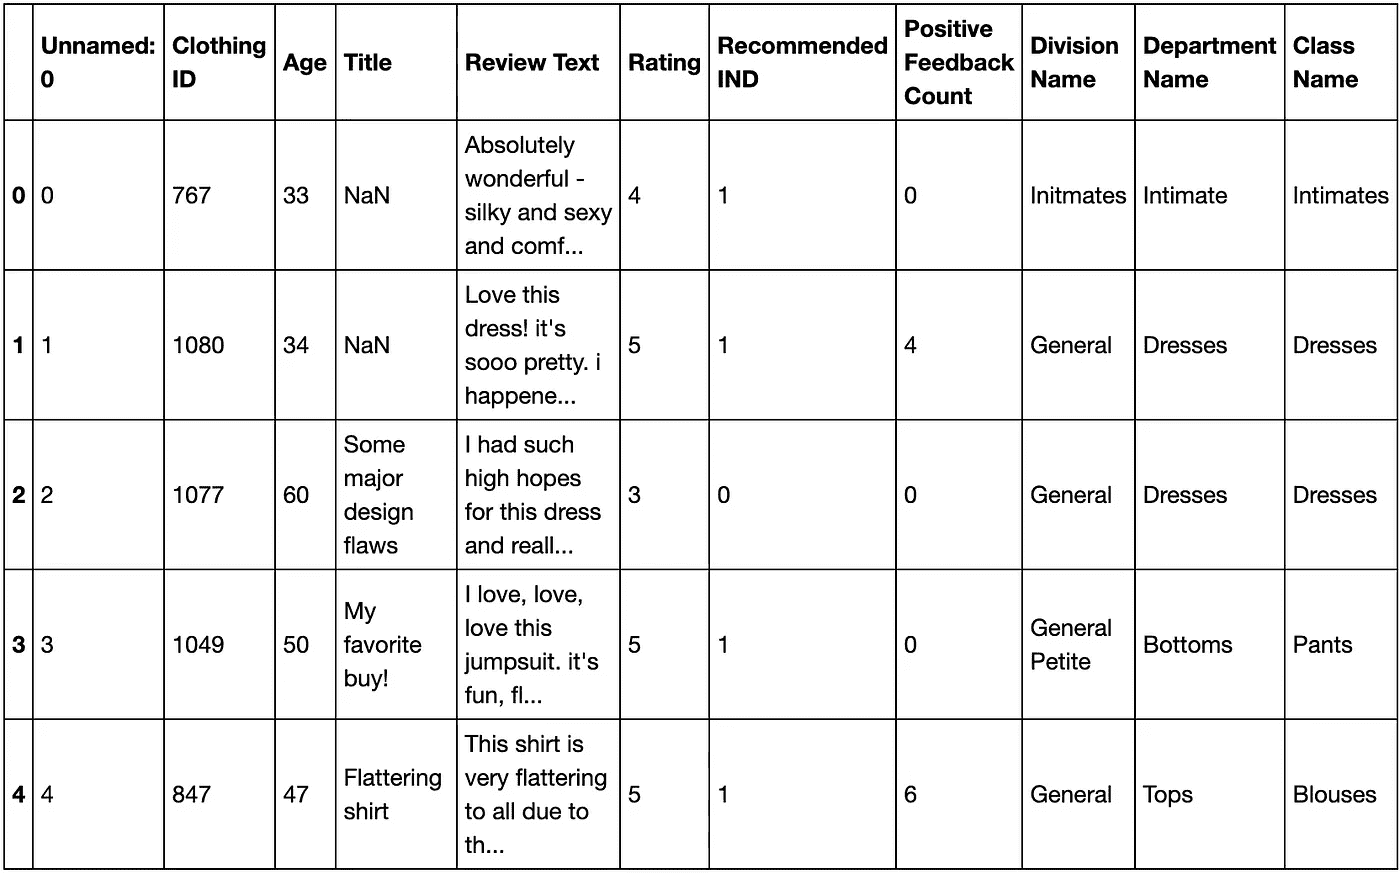 Unnamed: 0 Clothing ID Age Title Review Text Rating Recommended IND Positive Feedback Count Division Name Department Name Class Name
0 0 767 33 NaN Absolutely wonderful - silky and sexy and comf... 4 1 0 Initmates Intimate Intimates
1 1 1080 34 NaN Love this dress! it's sooo pretty. i happene... 5 1 4 General Dresses Dresses
2 2 1077 60 Some major design flaws I had such high hopes for this dress and reall... 3 0 0 General Dresses Dresses
3 3 1049 50 My favorite buy! I love, love, love this jumpsuit. it's fun, fl... 5 1 0 General Petite Bottoms Pants
4 4 847 47 Flattering shirt This shirt is very flattering to all due to th... 5 1 6 General Tops Blouses